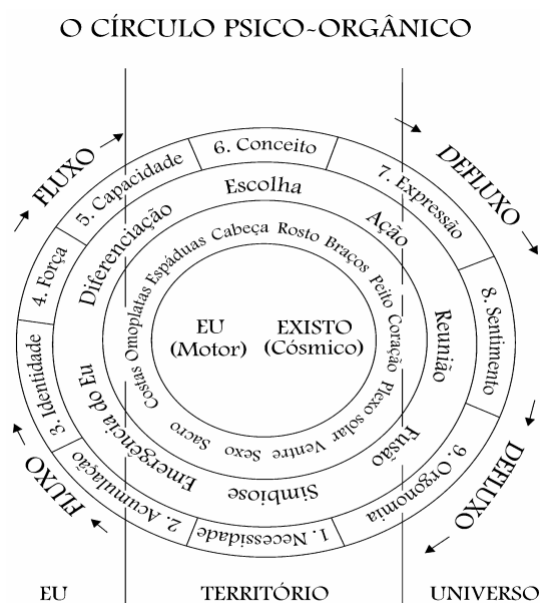 O CÍRCULO PSICO-ORGÂNICO
FLUXO
DEFLUXO
6. Conceito
5. Capacidade
7. Expressão
4. Força
8. Sentimento
3. Identidade
9. Orgonomia
2. Acumulação
1. Necessidade
Escolha
Diferenciação
Ação
Reunião
Emergência do Eu
Fusão
Simbiose
Cabeça
Rosto
Espáduas
Braços
Omoplatas
Peito
Coração
Costas
Plexo solar
Sacro
Sexo
Ventre
EU
(Motor)
EXISTO
(Cósmico)
FLUXO
DEFLUXO
EU
TERRITÓRIO
UNIVERSO